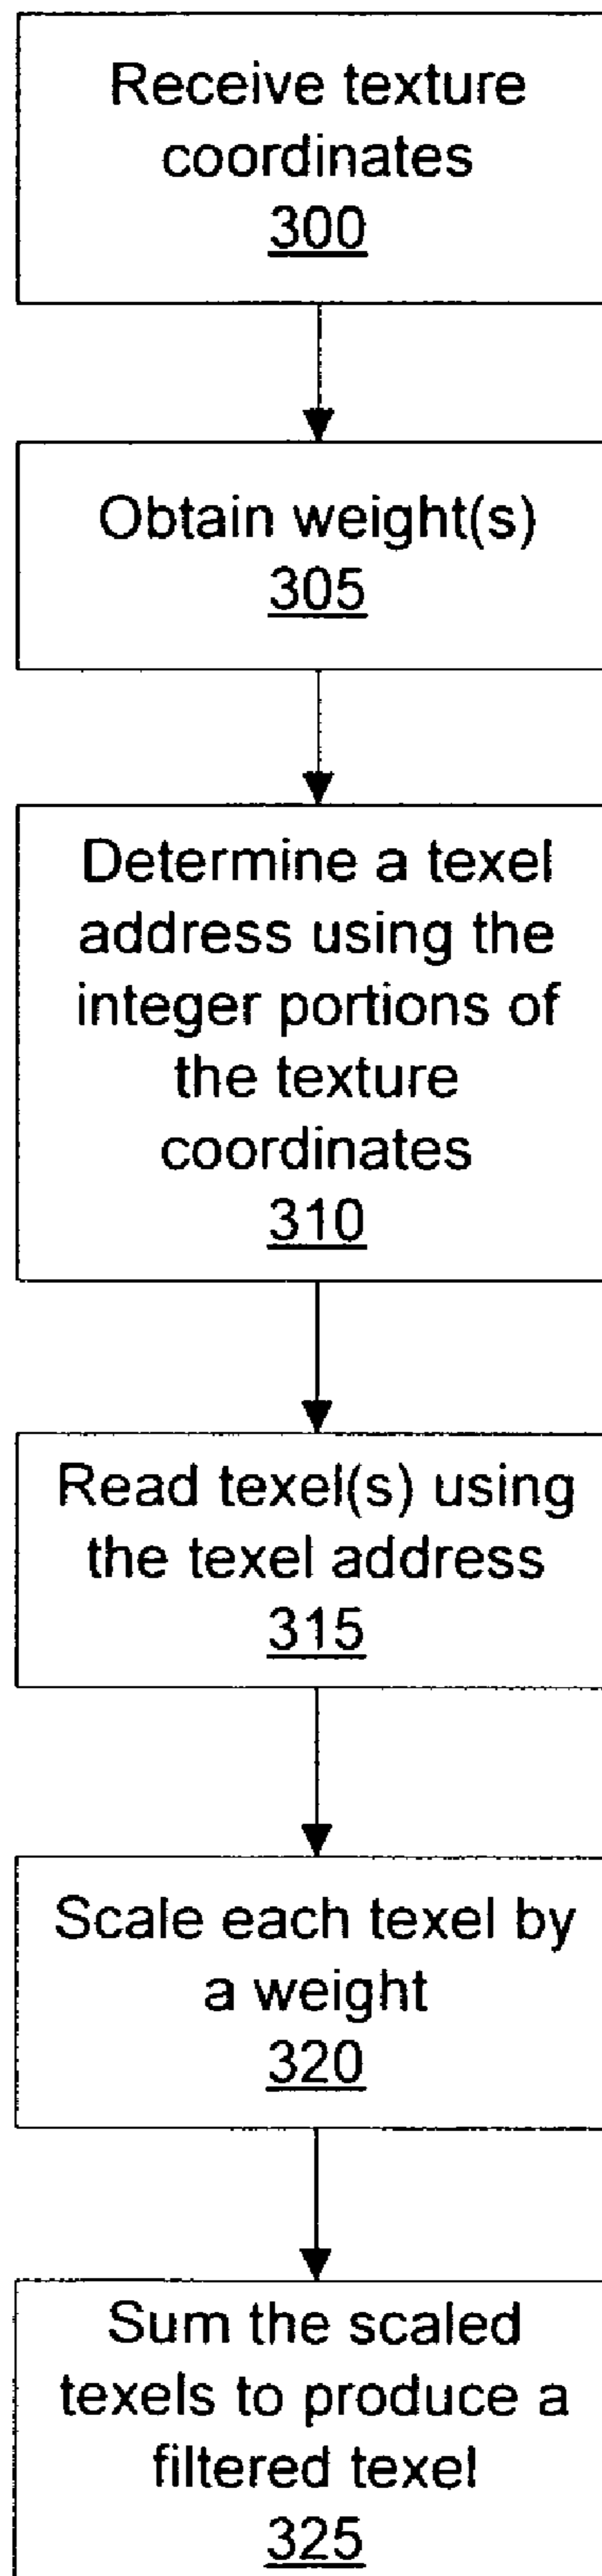 Receive texture
coordinates
300
Obtain weight(s)
305
Determine a texel
address using the
integer portions of
the texture
coordinates
310
Read texel(s) using
the texel address
315
Scale each texel by
a weight
320
Sum the scaled
texels to produce a
filtered texel
325